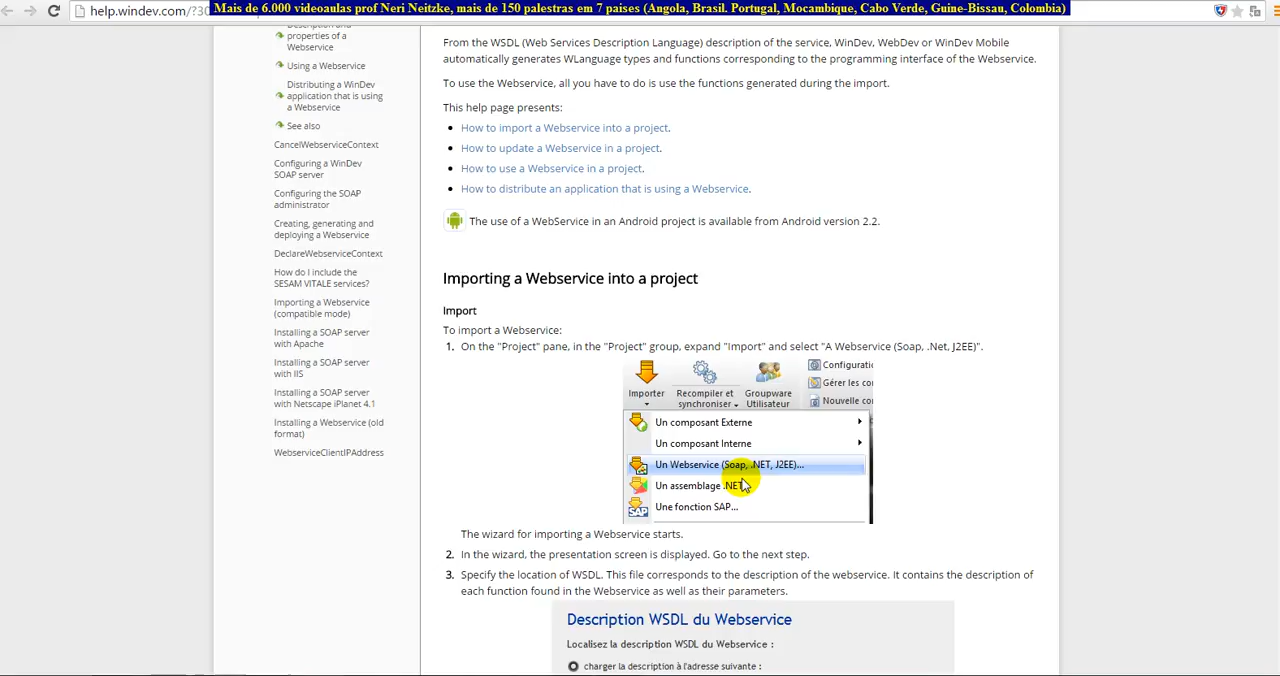 help.windev.com/?30
Mais de 6.000 videoaulas prof Neri Neitzke, mais de 150 palestras em 7 paises (Angola, Brasil. Portugal, Mocambique, Cabo Verde, Guine-Bissau, Colombia)
Description and
properties of a
Webservice
Using a Webservice
Distributing a WinDev
application that is using
a Webservice
See also
CancelWebserviceContext
Configuring a WinDev
SOAP server
Configuring the SOAP
administrator
Creating, generating and
deploying a Webservice
DeclareWebserviceContext
How do I include the
SESAM VITALE services?
Importing a Webservice
(compatible mode)
Installing a SOAP server
with Apache
Installing a SOAP server
with IIS
Installing a SOAP server
with Netscape iPlanet 4.1
Installing a Webservice (old
format)
WebserviceClientIPAddress
From the WSDL (Web Services Description Language) description of the service, WinDev, WebDev or WinDev Mobile
automatically generates WLanguage types and functions corresponding to the programming interface of the Webservice.
To use the Webservice, all you have to do is use the functions generated during the import.
This help page presents:
How to import a Webservice into a project.
How to update a Webservice in a project.
How to use a Webservice in a project.
How to distribute an application that is using a Webservice.
The use of a WebService in an Android project is available from Android version 2.2.
Importing a Webservice into a project
Import
To import a Webservice:
1. On the "Project" pane, in the "Project" group, expand "Import" and select "A Webservice (Soap, .Net, J2EE)".
Importer
Recompiler et
synchroniser
Groupware
Utilisateur
Configuratio
Gérer les co
Nouvelle co
Un composant Externe
Un composant Interne
Un Webservice (Soap, .NET, J2EE)...
Un assemblage .NET
SAP
Une fonction SAP...
The wizard for importing a Webservice starts.
2. In the wizard, the presentation screen is displayed. Go to the next step.
3. Specify the location of WSDL. This file corresponds to the description of the webservice. It contains the description of
each function found in the Webservice as well as their parameters.
Description WSDL du Webservice
Localisez la description WSDL du Webservice :
charger la description à l'adresse suivante :